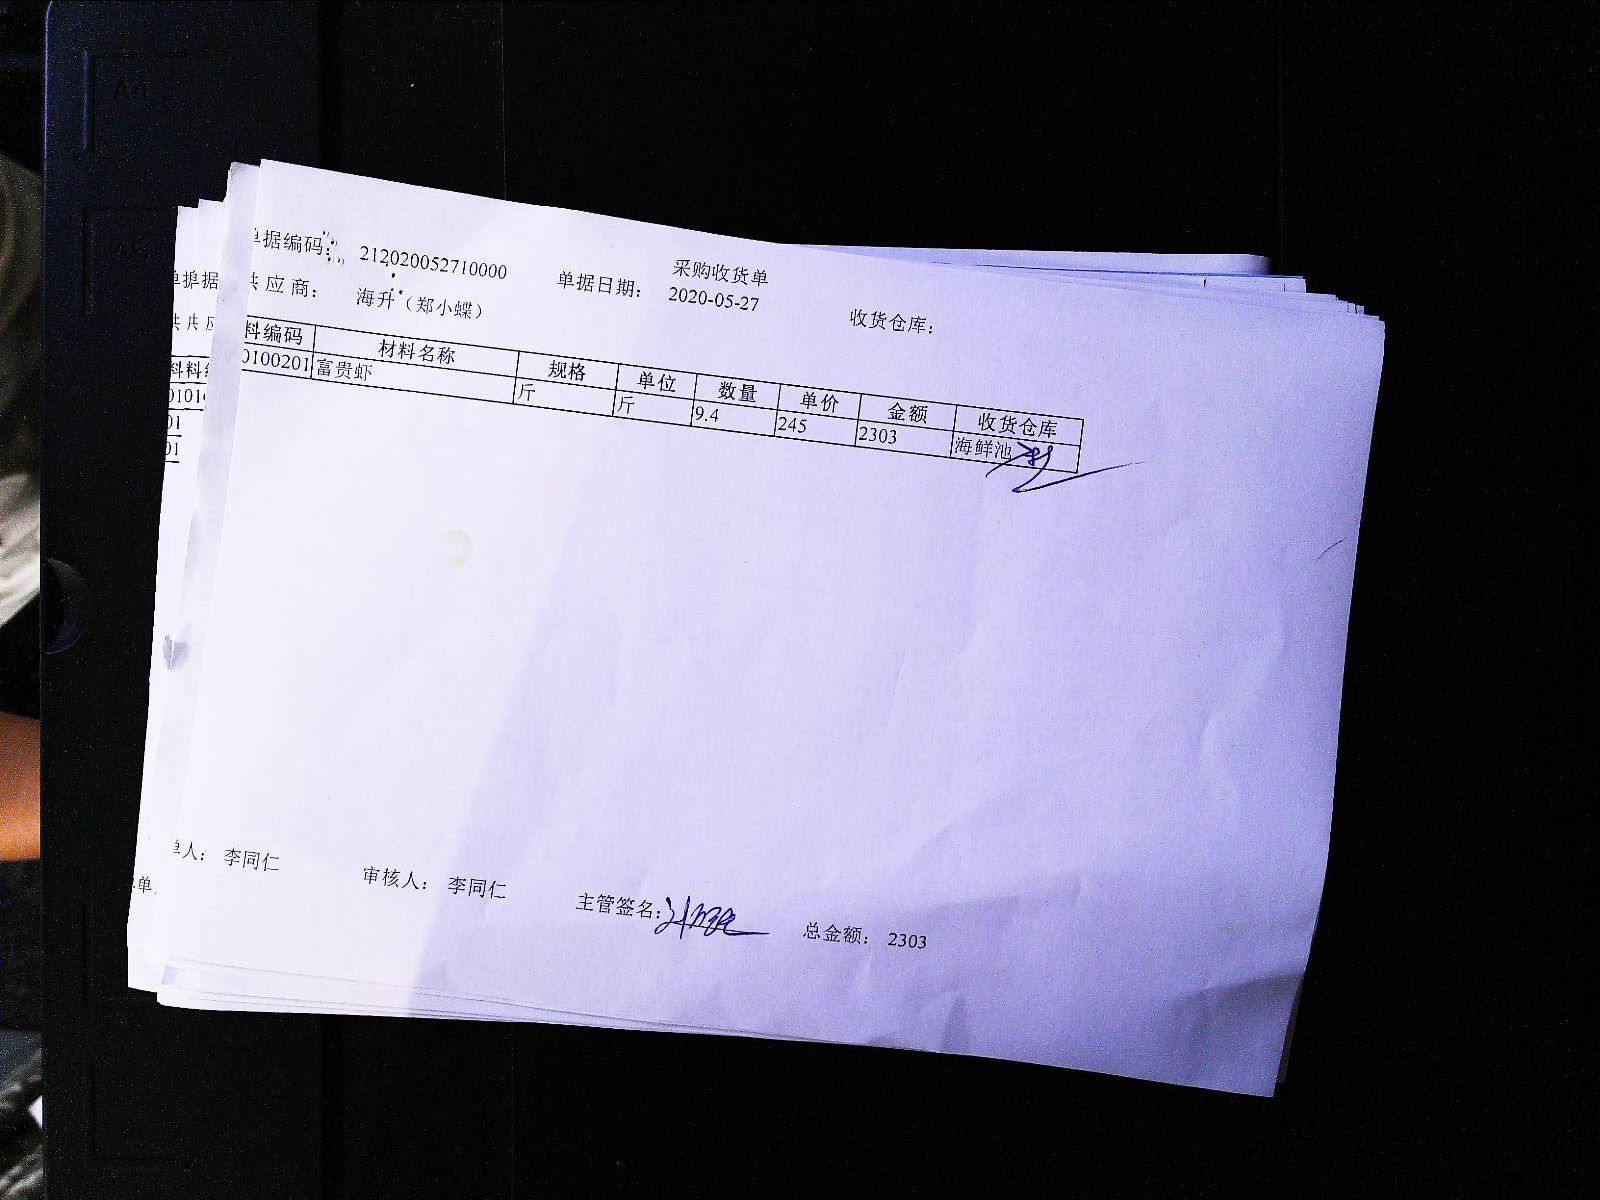 采购收货单
单据编码： 212020052710000 单据日期： 2020-05-27 收货仓库：
供应商： 海升（郑小蝶）
料编码 材料名称 规格 单位 数量 单价 金额 收货仓库
0100201 富贵虾 斤 斤 9.4 245 2303 海鲜池
单人： 李同仁 审核人： 李同仁 主管签名： 总金额： 2303